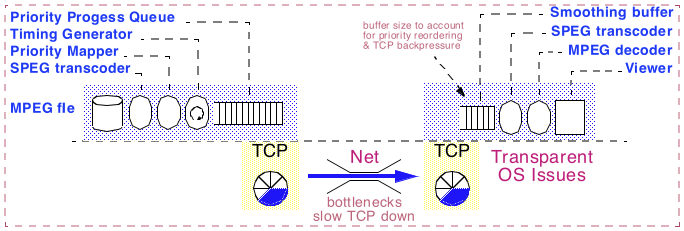 Priority Progess Queue
Timing Generator
Priority Mapper
SPEG transcoder
MPEG fle
buffer size to account
for priority reordering
& TCP backpressure
Smoothing buffer
SPEG transcoder
MPEG decoder
Viewer
TCP
Net
bottlenecks
slow TCP down
TCP
Transparent
OS Issues